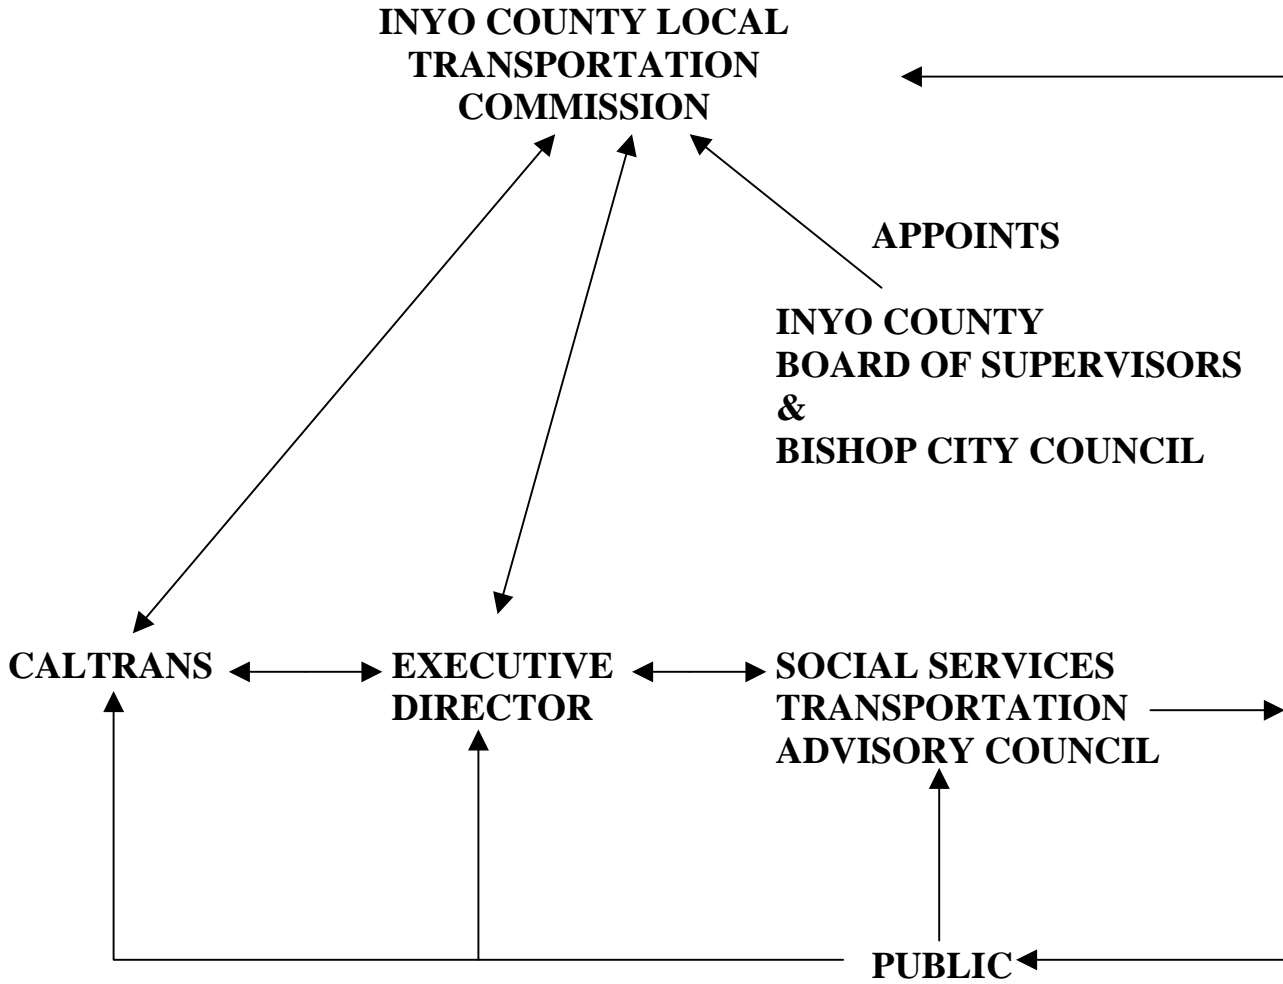 INYO COUNTY LOCAL
TRANSPORTATION
COMMISSION
APPOINTS
INYO COUNTY
BOARD OF SUPERVISORS
&
BISHOP CITY COUNCIL
CALTRANS
EXECUTIVE
DIRECTOR
SOCIAL SERVICES
TRANSPORTATION
ADVISORY COUNCIL
PUBLIC